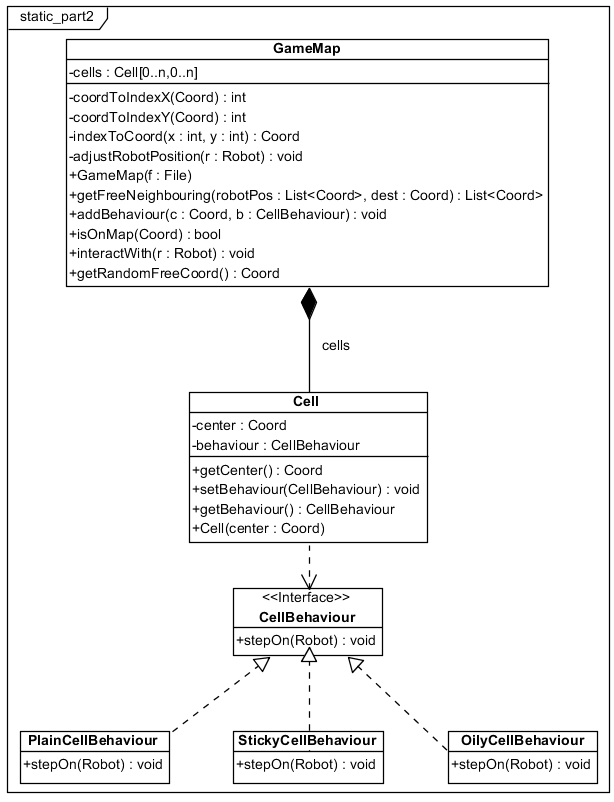 static_part2
GameMap
-cells : Cell[0..n,0..n]
-coordToIndexX(Coord) : int
-coordToIndexY(Coord) : int
-indexToCoord(x : int, y : int) : Coord
-adjustRobotPosition(r : Robot) : void
+GameMap(f : File)
+getFreeNeighbouring(robotPos : List<Coord>, dest : Coord) : List<Coord>
+addBehaviour(c : Coord, b : CellBehaviour) : void
+isOnMap(Coord) : bool
+interactWith(r : Robot) : void
+getRandomFreeCoord() : Coord
cells
Cell
-center : Coord
-behaviour : CellBehaviour
+getCenter() : Coord
+setBehaviour(CellBehaviour) : void
+getBehaviour() : CellBehaviour
+Cell(center : Coord)
<<Interface>>
CellBehaviour
+stepOn(Robot) : void
PlainCellBehaviour
+stepOn(Robot) : void
StickyCellBehaviour
+stepOn(Robot) : void
OilyCellBehaviour
+stepOn(Robot) : void